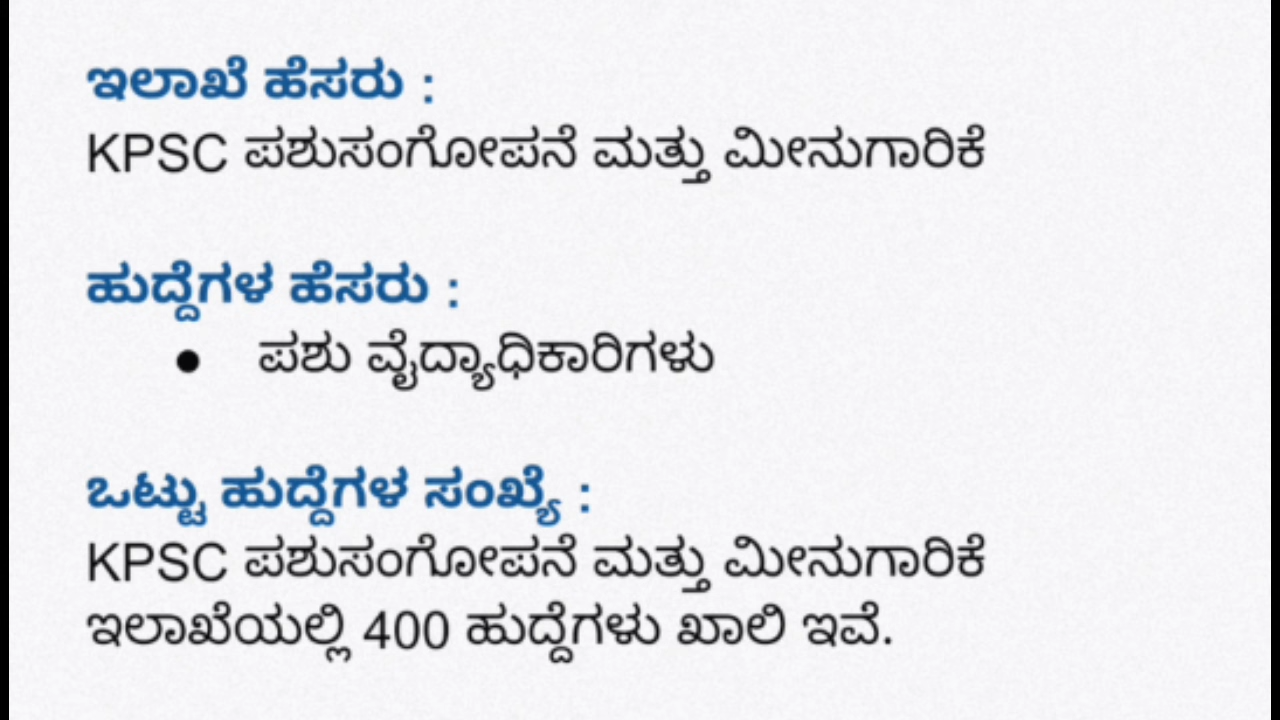 ಇಲಾಖೆ ಹೆಸರು :
KPSC ಪಶುಸಂಗೋಪನೆ ಮತ್ತು ಮೀನುಗಾರಿಕೆ
ಹುದ್ದೆಗಳ ಹೆಸರು :
● ಪಶು ವೈದ್ಯಾಧಿಕಾರಿಗಳು
ಒಟ್ಟು ಹುದ್ದೆಗಳ ಸಂಖ್ಯೆ :
KPSC ಪಶುಸಂಗೋಪನೆ ಮತ್ತು ಮೀನುಗಾರಿಕೆ
ಇಲಾಖೆಯಲ್ಲಿ 400 ಹುದ್ದೆಗಳು ಖಾಲಿ ಇವೆ.